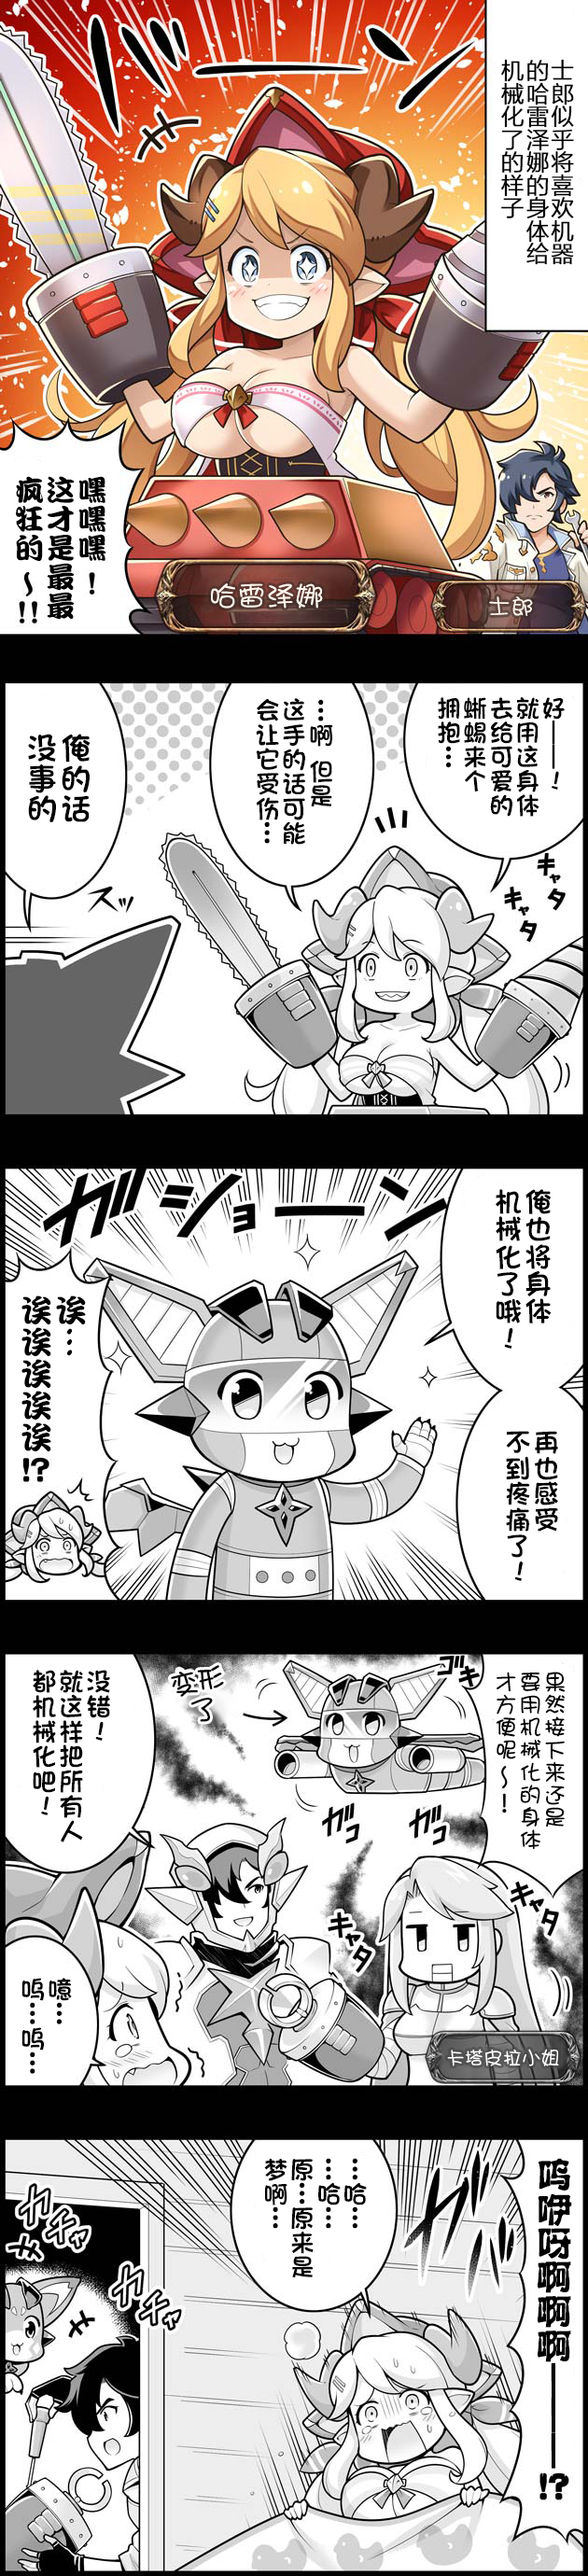 士郎似乎将喜欢机器
的哈雷泽娜的身体给
机械化了的样子
ドーーン
嘿嘿嘿！
这才是最最
疯狂的～!!
哈雷泽娜
士郎
好——！
就用这身体
去给可爱的
蜥蜴来个
拥抱…
…啊 但是
这手的话可能
会让它受伤…
俺的话
没事的
キャタ
キャタ
スッ
ガショーーン
俺也将身体
机械化了哦！
再也感受
不到疼痛了！
诶…
诶诶诶诶诶!?
果然接下来还是
要用机械化的身体
才方便呢～！
ゴキ
变形
了
没错！
就这样把所有人
都机械化吧！
ガコ
ガコ
キャタ
キャタ
噫…
呜…呜…
卡塔皮拉小姐
呜咿呀啊啊啊———!?
ガバッ
…哈…
…哈…
原…原来是
梦啊…
ガチャ
ガチャ